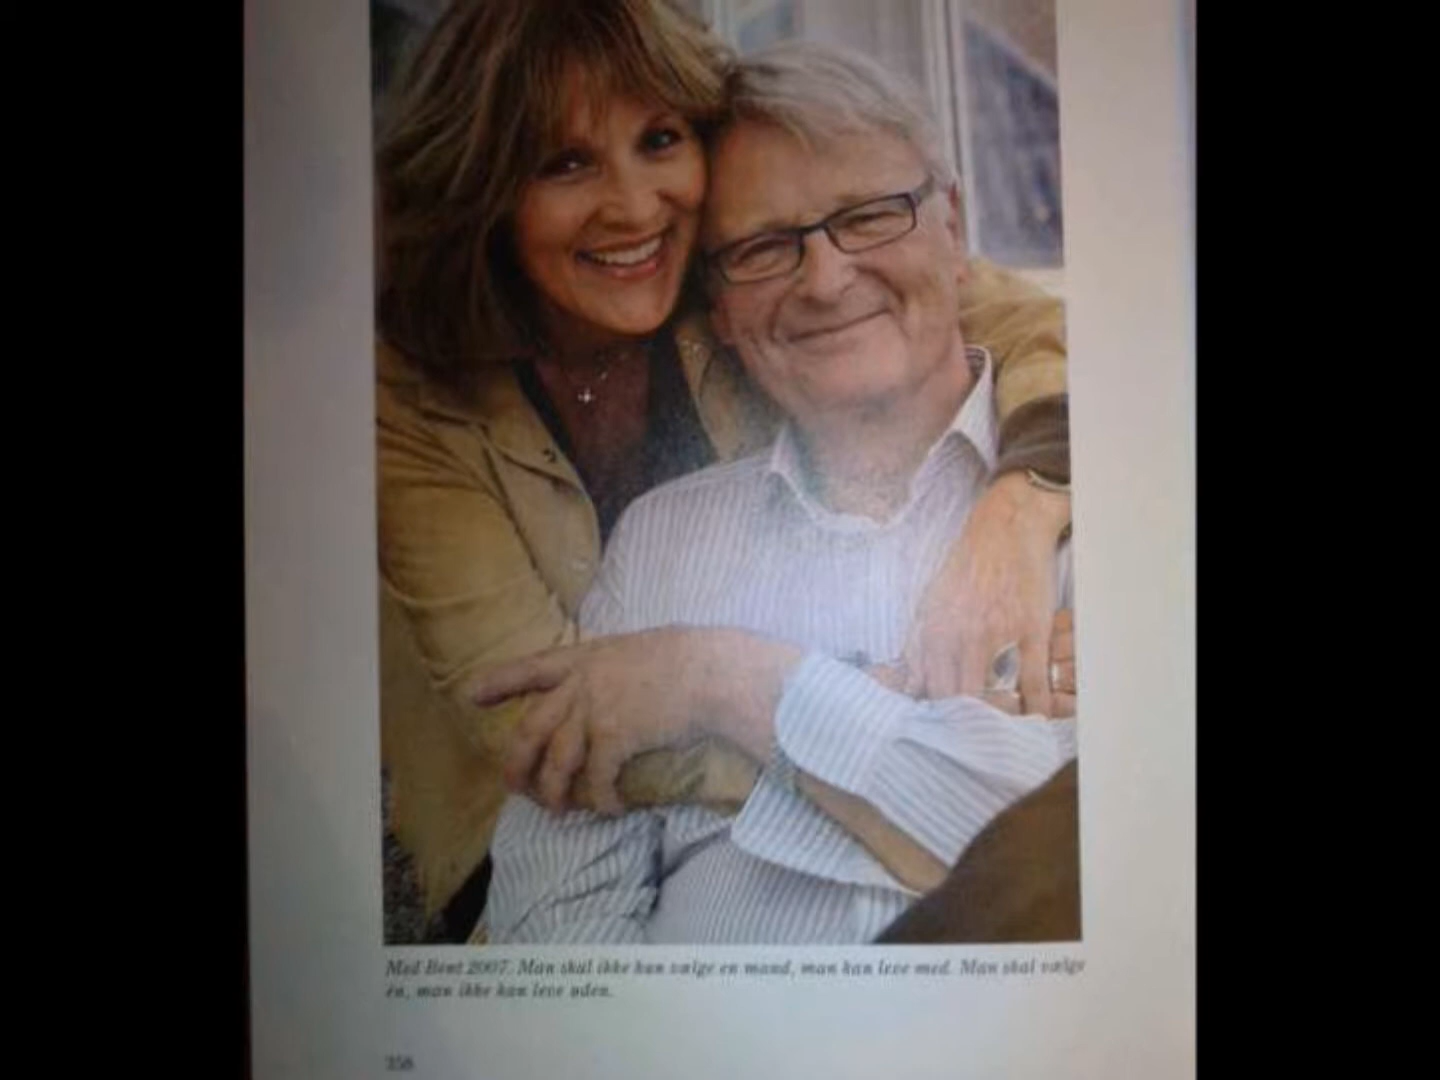 Med Bent 2007. Man skal ikke kun vælge en mand, man kan leve med. Man skal vælge
én, man ikke kan leve uden.
358